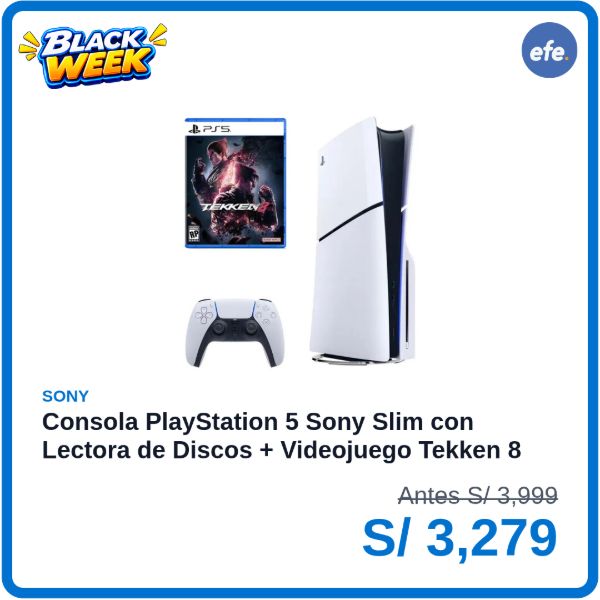 BLACK
WEEK
efe.
PS5
TEKKEN 8
RP
SONY
Consola PlayStation 5 Sony Slim con
Lectora de Discos + Videojuego Tekken 8
Antes S/ 3,999
S/ 3,279